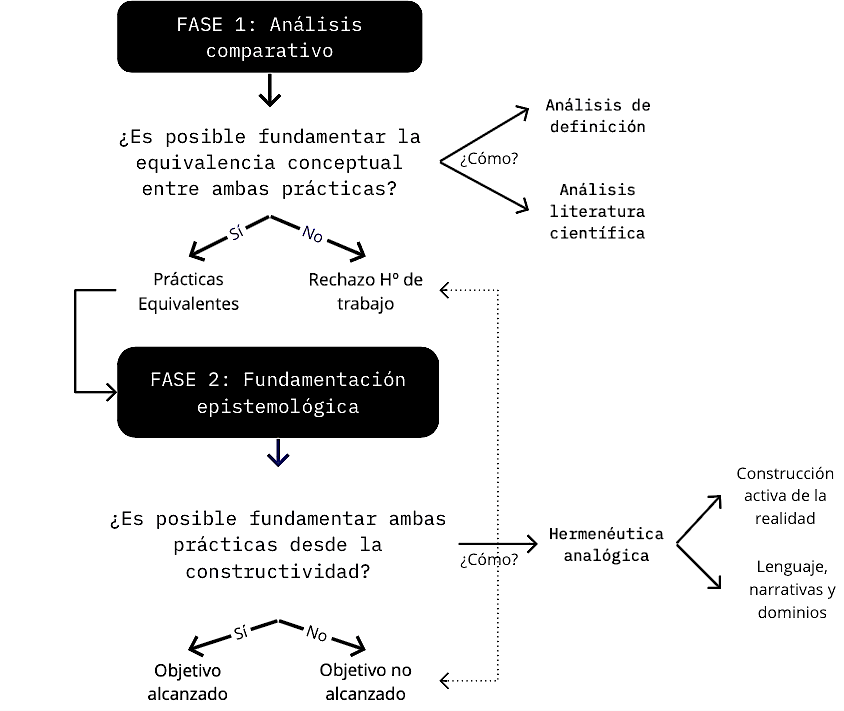 FASE 1: Análisis
comparativo
¿Es posible fundamentar la
equivalencia conceptual
entre ambas prácticas?
¿Cómo?
Análisis de
definición
Análisis
literatura
científica
Sí
No
Prácticas
Equivalentes
Rechazo Hº de
trabajo
FASE 2: Fundamentación
epistemológica
¿Es posible fundamentar ambas
prácticas desde la
constructividad?
¿Cómo?
Hermenéutica
analógica
Construcción
activa de la
realidad
Lenguaje,
narrativas y
dominios
Sí
No
Objetivo
alcanzado
Objetivo no
alcanzado